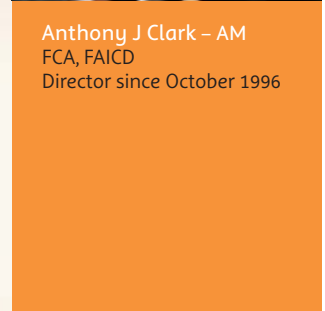 Anthony J Clark – AM
FCA, FAICD
Director since October 1996